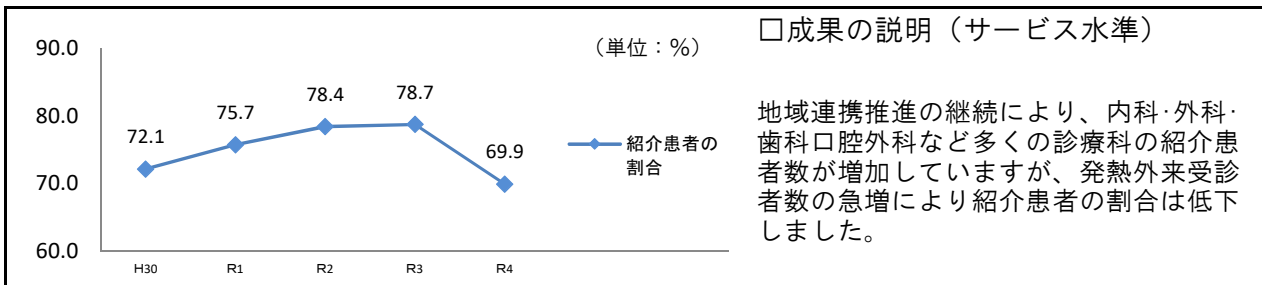 90.0
80.0
70.0
60.0
(単位：％)
72.1
75.7
78.4
78.7
69.9
H30
R1
R2
R3
R4
紹介患者の
割合
□成果の説明（サービス水準）
地域連携推進の継続により、内科･外科･
歯科口腔外科など多くの診療科の紹介患
者数が増加していますが、発熱外来受診
者数の急増により紹介患者の割合は低下
しました。